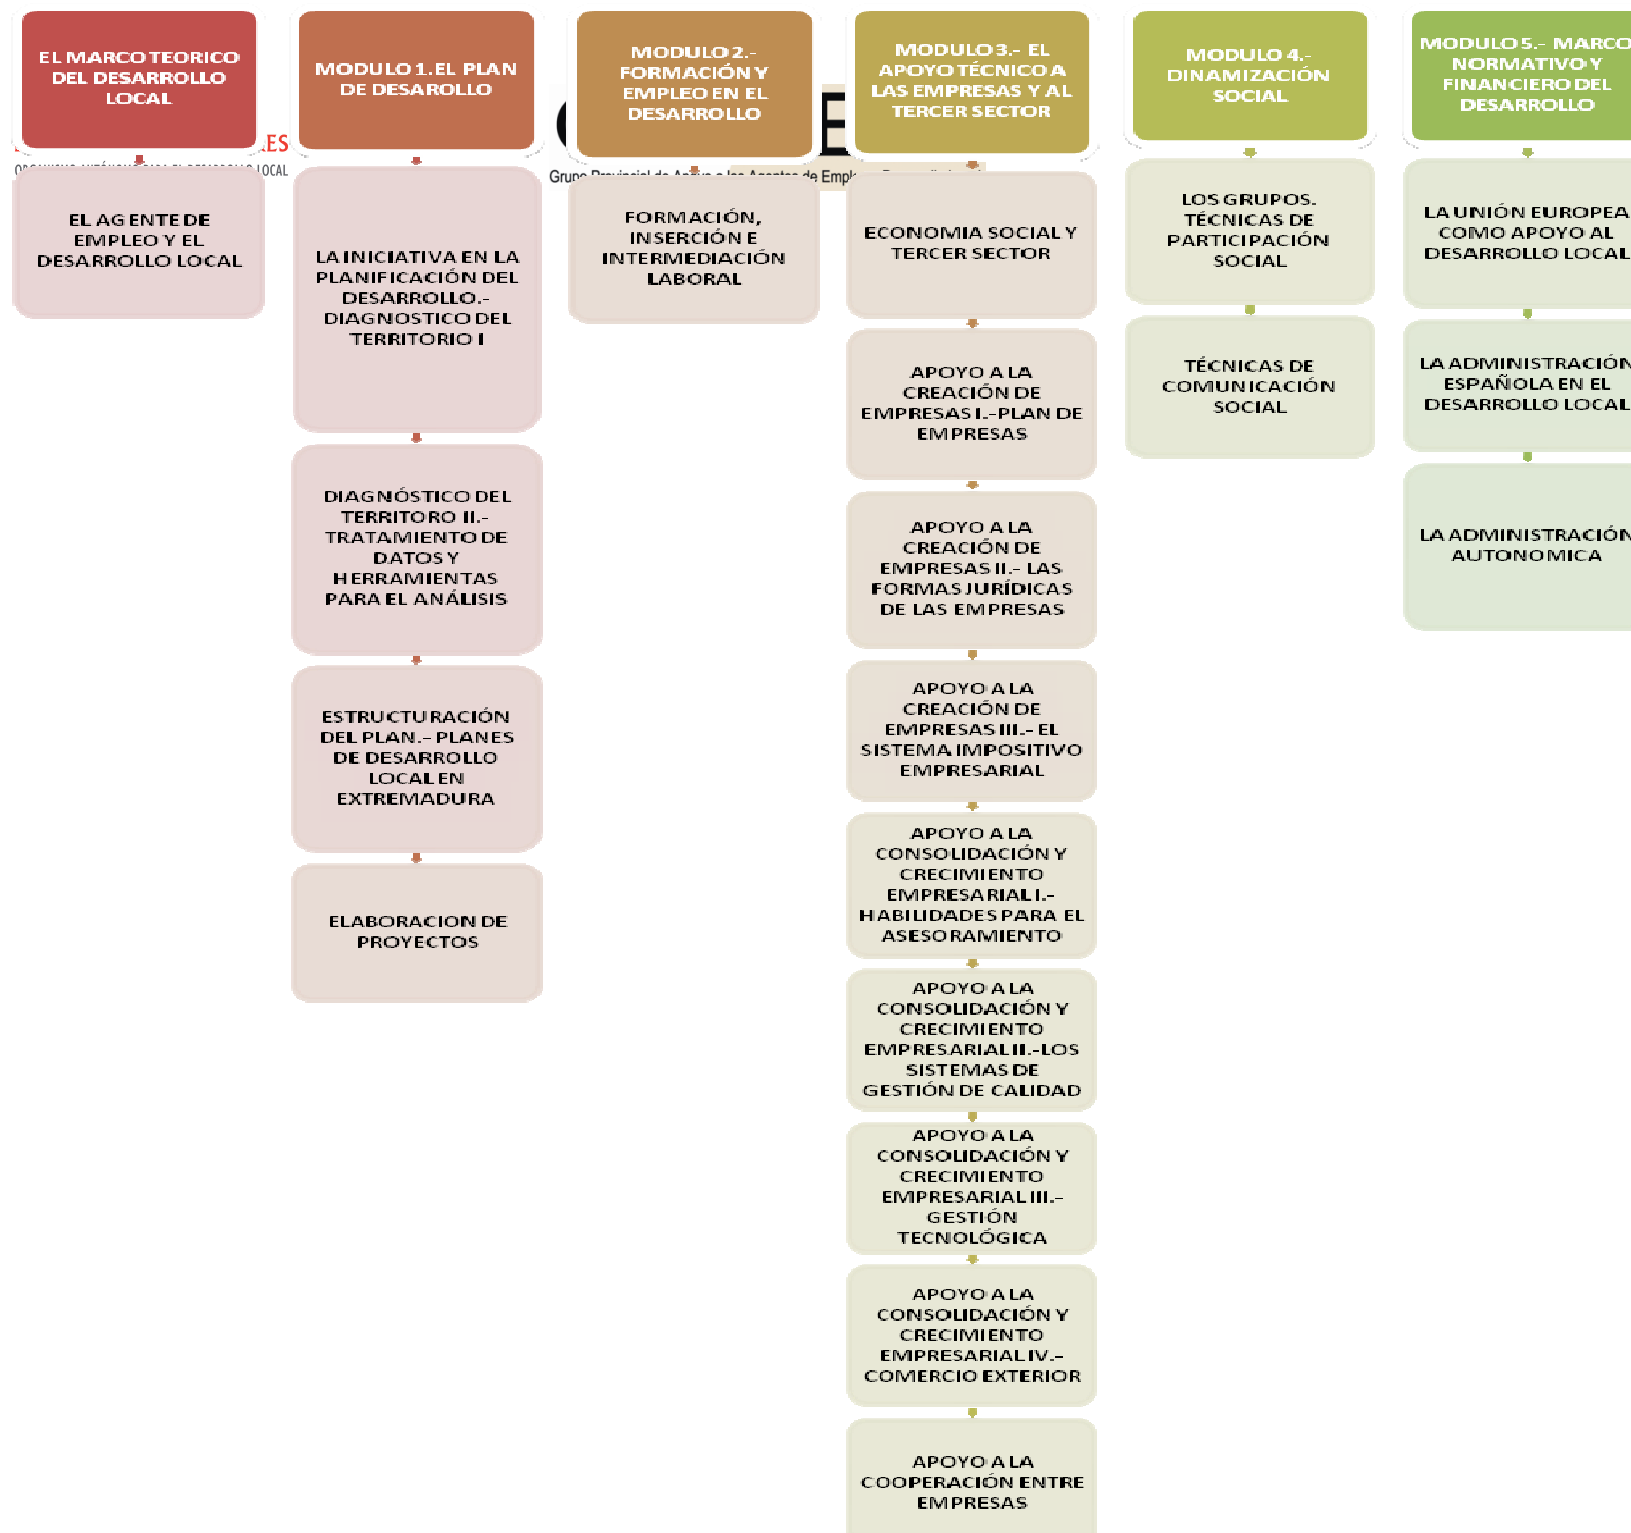 EL MARCO TEORICO
DEL DESARROLLO
LOCAL
EL AGENTE DE
EMPLEO Y EL
DESARROLLO LOCAL
MODULO 1.EL PLAN
DE DESAROLLO
LA INICIATIVA EN LA
PLANIFICACIÓN DEL
DESARROLLO.-
DIAGNOSTICO DEL
TERRITORIO I
DIAGNÓSTICO DEL
TERRITORO II.-
TRATAMIENTO DE
DATOS Y
HERRAMIENTAS
PARA EL ANÁLISIS
ESTRUCTURACIÓN
DEL PLAN.- PLANES
DE DESARROLLO
LOCAL EN
EXTREMADURA
ELABORACION DE
PROYECTOS
MODULO 2.-
FORMACIÓN Y
EMPLEO EN EL
DESARROLLO
FORMACIÓN,
INSERCIÓN E
INTERMEDIACIÓN
LABORAL
MODULO 3.- EL
APOYO TÉCNICO A
LAS EMPRESAS Y AL
TERCER SECTOR
ECONOMIA SOCIAL Y
TERCER SECTOR
APOYO A LA
CREACIÓN DE
EMPRESAS I.-PLAN DE
EMPRESAS
APOYO A LA
CREACIÓN DE
EMPRESAS II.- LAS
FORMAS JURÍDICAS
DE LAS EMPRESAS
APOYO A LA
CREACIÓN DE
EMPRESAS III.- EL
SISTEMA IMPOSITIVO
EMPRESARIAL
APOYO A LA
CONSOLIDACIÓN Y
CRECIMIENTO
EMPRESARIAL I.-
HABILIDADES PARA EL
ASESORAMIENTO
APOYO A LA
CONSOLIDACIÓN Y
CRECIMIENTO
EMPRESARIAL II.-LOS
SISTEMAS DE
GESTIÓN DE CALIDAD
APOYO A LA
CONSOLIDACIÓN Y
CRECIMIENTO
EMPRESARIAL III.-
GESTIÓN
TECNOLÓGICA
APOYO A LA
CONSOLIDACIÓN Y
CRECIMIENTO
EMPRESARIAL IV.-
COMERCIO EXTERIOR
APOYO A LA
COOPERACIÓN ENTRE
EMPRESAS
MODULO 4.-
DINAMIZACIÓN
SOCIAL
LOS GRUPOS.
TÉCNICAS DE
PARTICIPACIÓN
SOCIAL
TÉCNICAS DE
COMUNICACIÓN
SOCIAL
MODULO 5.- MARCO
NORMATIVO Y
FINANCIERO DEL
DESARROLLO
LA UNIÓN EUROPEA
COMO APOYO AL
DESARROLLO LOCAL
LA ADMINISTRACIÓN
ESPAÑOLA EN EL
DESARROLLO LOCAL
LA ADMINISTRACIÓN
AUTONOMICA
ES
LOCAL
E
Grupo Provincial de Apoyo a los Agentes de